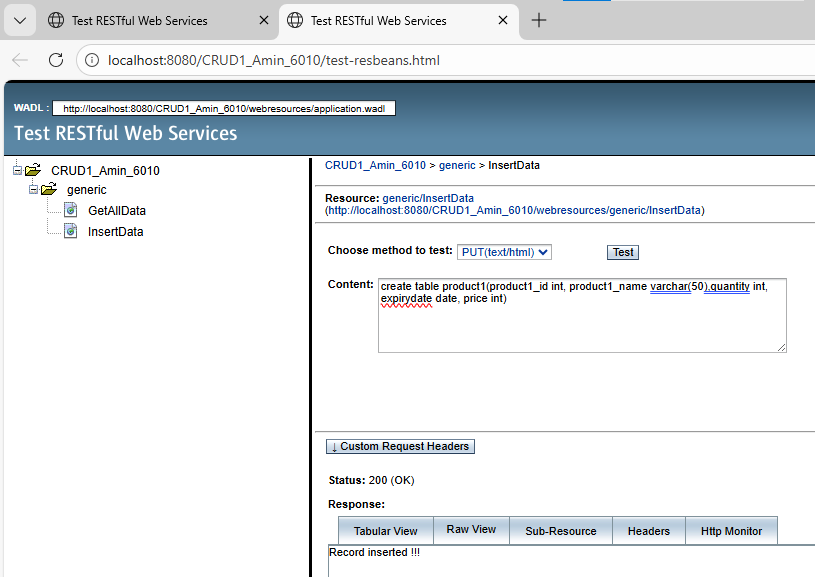 Test RESTful Web Services
Test RESTful Web Services
localhost:8080/CRUD1_Amin_6010/test-resbeans.html
WADL : http://localhost:8080/CRUD1_Amin_6010/webresources/application.wadl
Test RESTful Web Services
CRUD1_Amin_6010
generic
GetAllData
InsertData
CRUD1_Amin_6010 > generic > InsertData
Resource: generic/InsertData
(http://localhost:8080/CRUD1_Amin_6010/webresources/generic/InsertData)
Choose method to test: PUT(text/html) Test
Content: create table product1(product1_id int, product1_name varchar(50),quantity int,
expirydate date, price int)
↓ Custom Request Headers
Status: 200 (OK)
Response:
Tabular View Raw View Sub-Resource Headers Http Monitor
Record inserted !!!